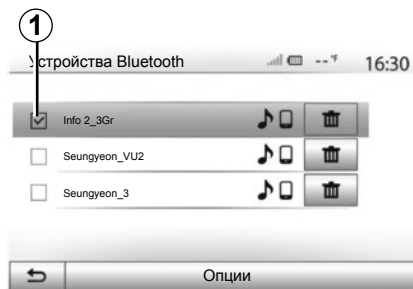 1
Устройства Bluetooth --°F 16:30
Info 2_3Gr
Seungyeon_VU2
Seungyeon_3
Опции